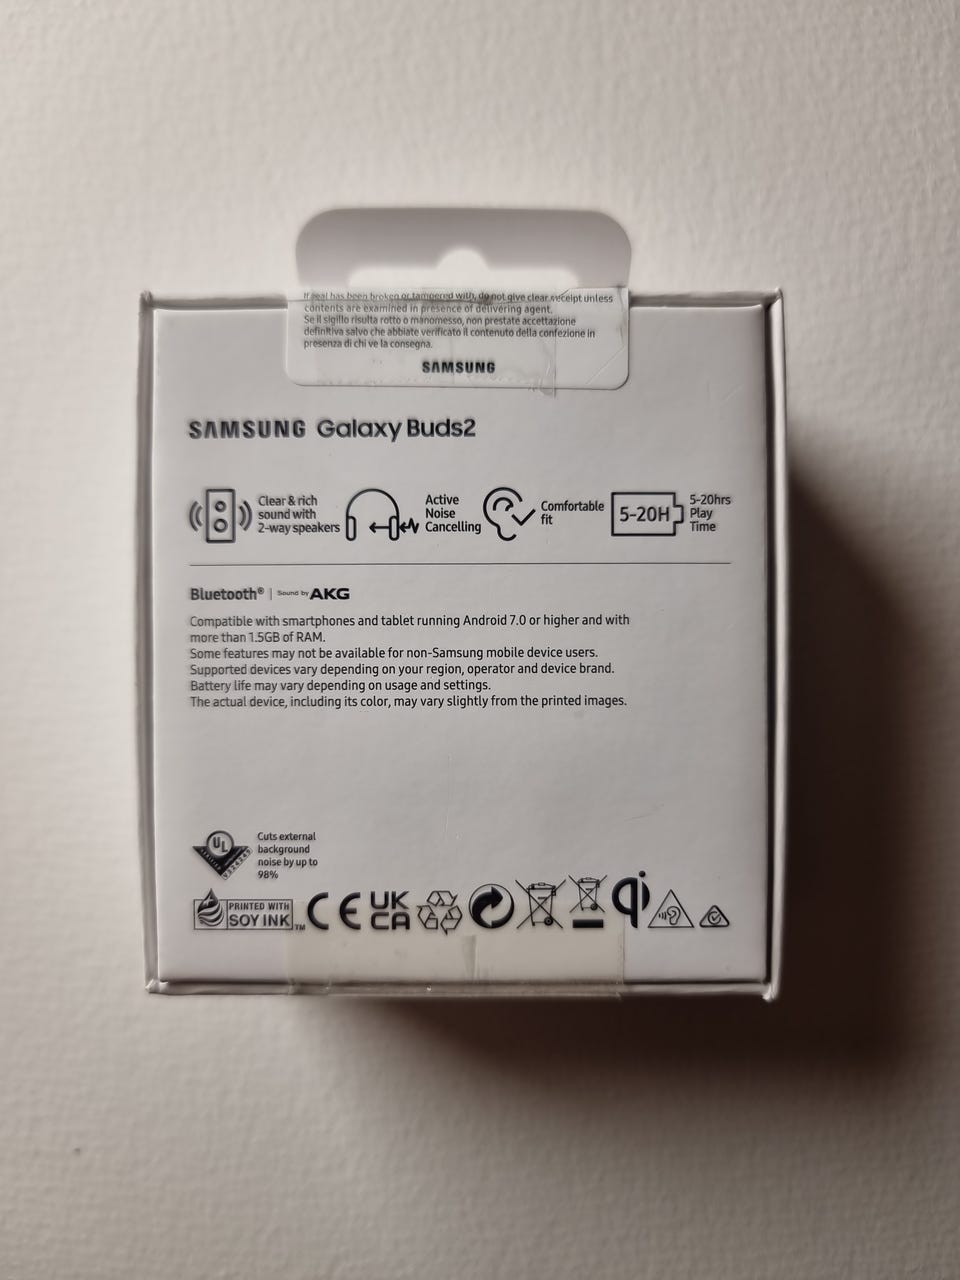 If seal has been broken or tampered with, do not give clear receipt unless
contents are examined in presence of delivering agent.
Se il sigillo risulta rotto o manomesso, non prestate accettazione
definitiva salvo che abbiate verificato il contenuto della confezione in
presenza di chi ve la consegna.
SAMSUNG
SAMSUNG Galaxy Buds2
Clear & rich
sound with
2-way speakers
Active
Noise
Cancelling
Comfortable
fit
5-20H
5-20hrs
Play
Time
Bluetooth® | Sound by AKG
Compatible with smartphones and tablet running Android 7.0 or higher and with
more than 1.5GB of RAM.
Some features may not be available for non-Samsung mobile device users.
Supported devices vary depending on your region, operator and device brand.
Battery life may vary depending on usage and settings.
The actual device, including its color, may vary slightly from the printed images.
UL
Cuts external
background
noise by up to
98%
PRINTED WITH
SOY INK™
CE
UK
CA
qi